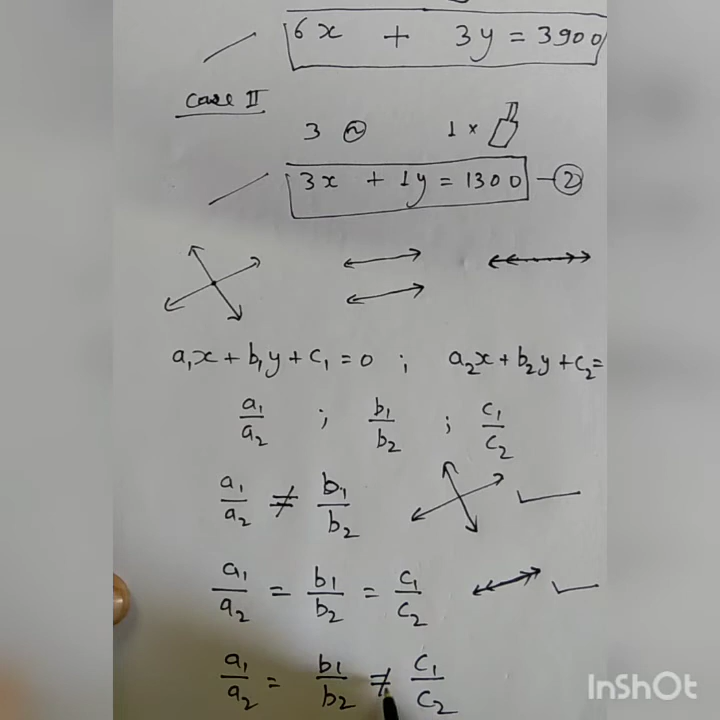 6x + 3y = 3900
Case II
3 1 ×
3x + 1y = 1300 — 2
a₁x + b₁y + c₁ = 0 ; a₂x + b₂y + c₂ =
a₁/a₂ ; b₁/b₂ ; c₁/c₂
a₁/a₂ ≠ b₁/b₂
a₁/a₂ = b₁/b₂ = c₁/c₂
a₁/a₂ = b₁/b₂ ≠ c₁/c₂
InShOt